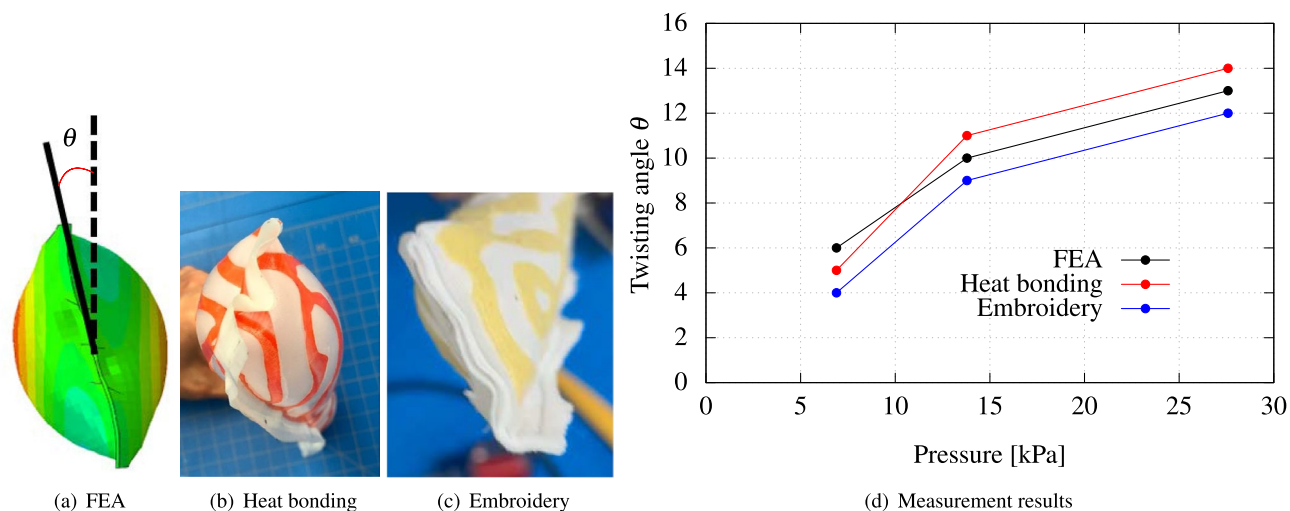 θ
(a) FEA
(b) Heat bonding
(c) Embroidery
Twisting angle θ
16
14
12
10
8
6
4
2
0
0 5 10 15 20 25 30
Pressure [kPa]
FEA
Heat bonding
Embroidery
(d) Measurement results